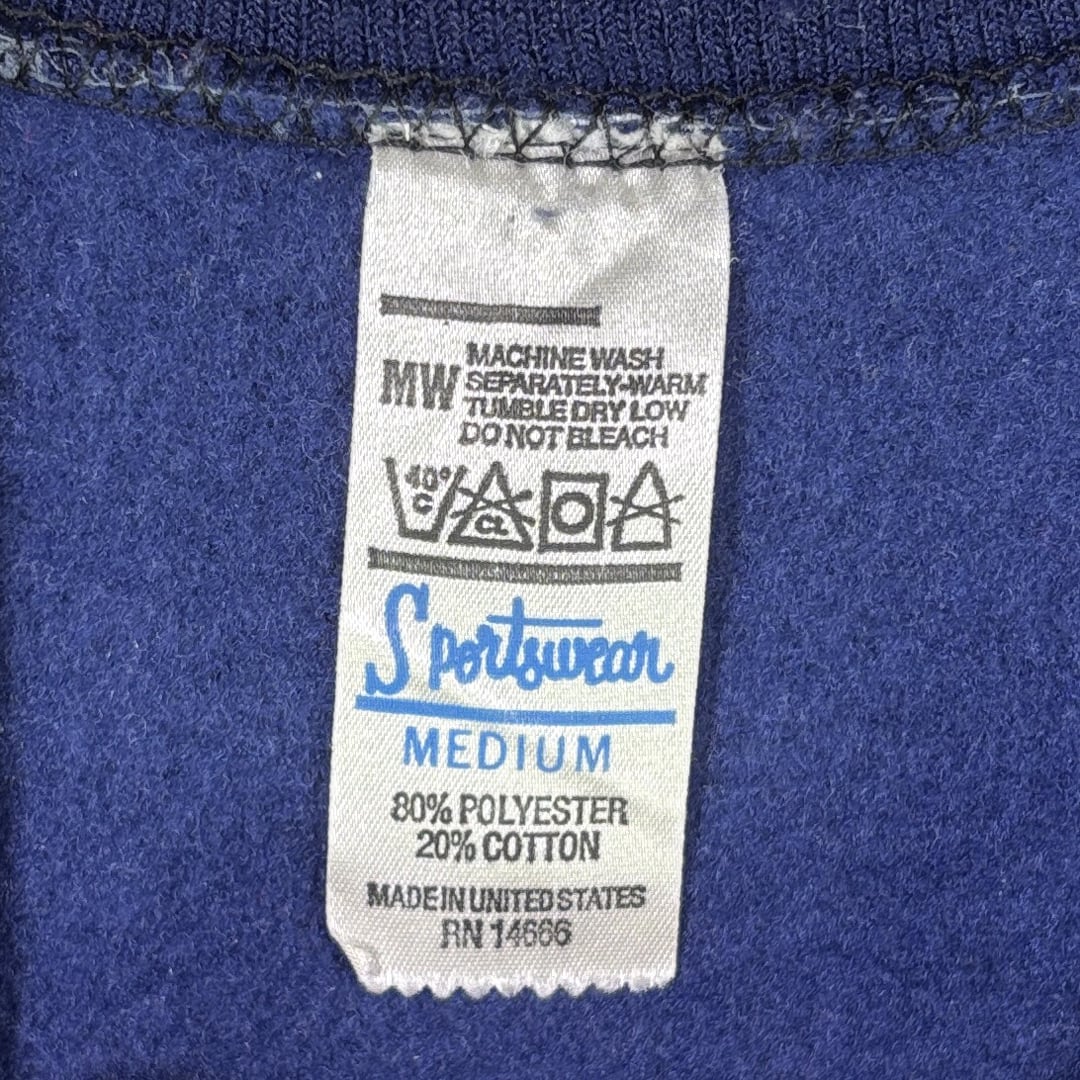 MW MACHINE WASH
SEPARATELY-WARM
TUMBLE DRY LOW
DO NOT BLEACH
40° C α
Sportswear
MEDIUM
80% POLYESTER
20% COTTON
MADE IN UNITED STATES
RN 14666